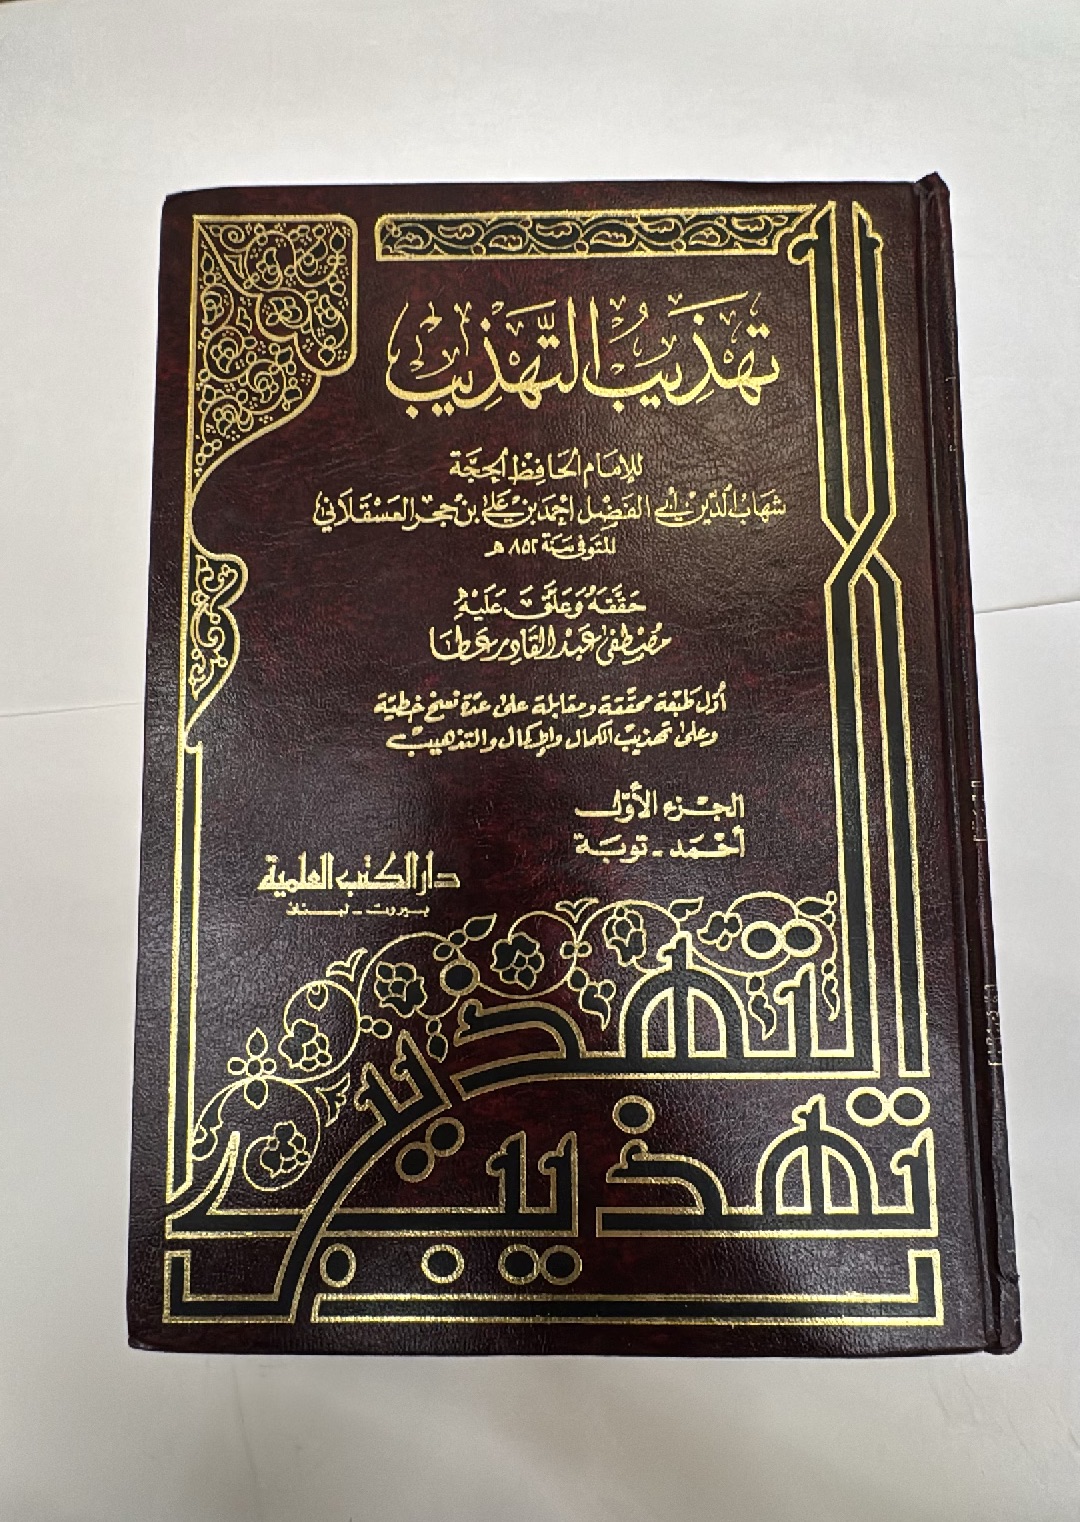 تهذيب التهذيب
للإمام الحافظ الحجة
شهاب الدين أبي الفضل أحمد بن علي بن حجر العسقلاني
المتوفى سنة ٨٥٢ هـ
حققه وعلق عليه
مصطفى عبد القادر عطا
أول طبعة محققة ومقابلة على عدة نسخ خطية
وعلى تهذيب الكمال والإكمال والتذهيب
الجزء الأول
أحمد - توبة
دار الكتب العلمية
بيروت - لبنان
تهذيب
التهذيب